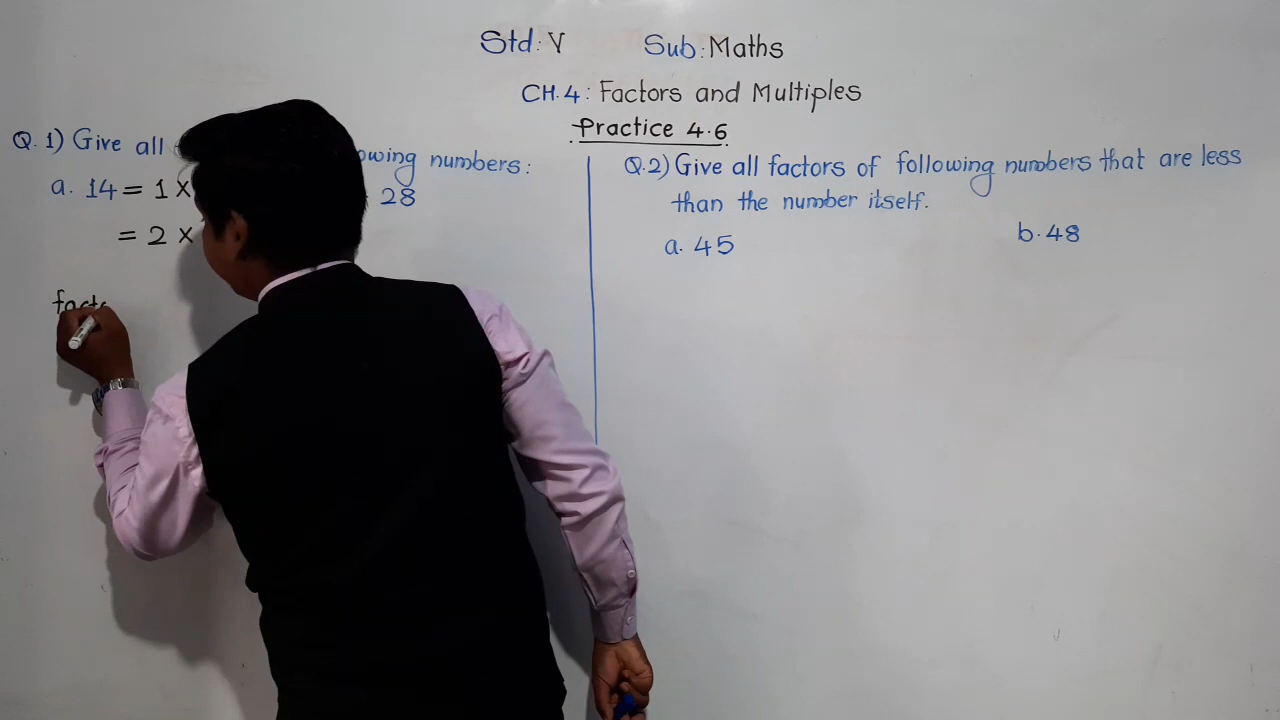 Std: V Sub: Maths
CH.4: Factors and Multiples
Practice 4.6
Q.1) Give all owing numbers:
a. 14 = 1 × 28
= 2 ×
facto
Q.2) Give all factors of following numbers that are less
than the number itself.
a. 45 b. 48